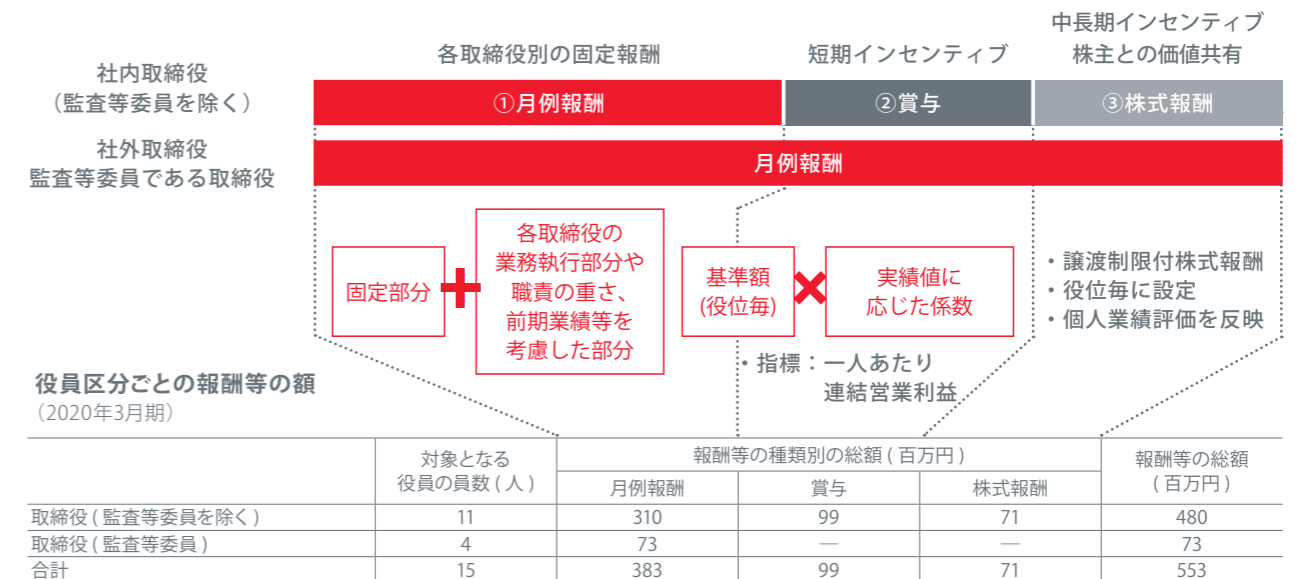 中長期インセンティブ
各取締役別の固定報酬 短期インセンティブ 株主との価値共有
社内取締役
(監査等委員を除く)
①月例報酬 ②賞与 ③株式報酬
社外取締役
監査等委員である取締役
月例報酬
固定部分
+
各取締役の
業務執行部分や
職責の重さ、
前期業績等を
考慮した部分
基準額
(役位毎)
×
実績値に
応じた係数
・指標：一人あたり
連結営業利益
・譲渡制限付株式報酬
・役位毎に設定
・個人業績評価を反映
役員区分ごとの報酬等の額
(2020年3月期)
対象となる
役員の員数 ( 人 )
報酬等の種類別の総額 ( 百万円 )
報酬等の総額
( 百万円 )
月例報酬 賞与 株式報酬
取締役 ( 監査等委員を除く ) 11 310 99 71 480
取締役 ( 監査等委員 ) 4 73 — — 73
合計 15 383 99 71 553